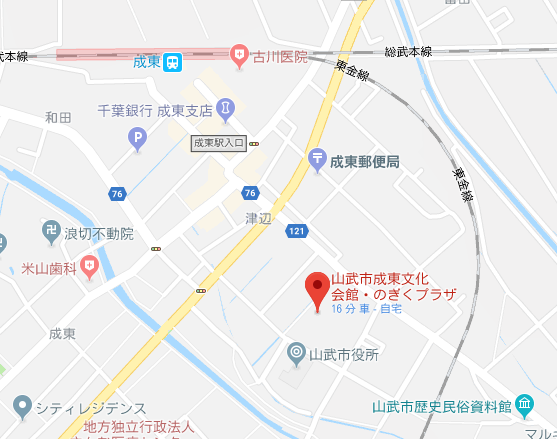 富田
武本線
総武本線
成東
古川医院
東金線
千葉銀行 成東支店
和田
P
成東駅入口
成東郵便局
76
76
東金線
津辺
浪切不動院
121
米山歯科
山武市成東文化
会館・のぎくプラザ
16 分 車 - 自宅
成東
山武市役所
シティレジデンス
山武市歴史民俗資料館
地方独立行政法人
マルニ